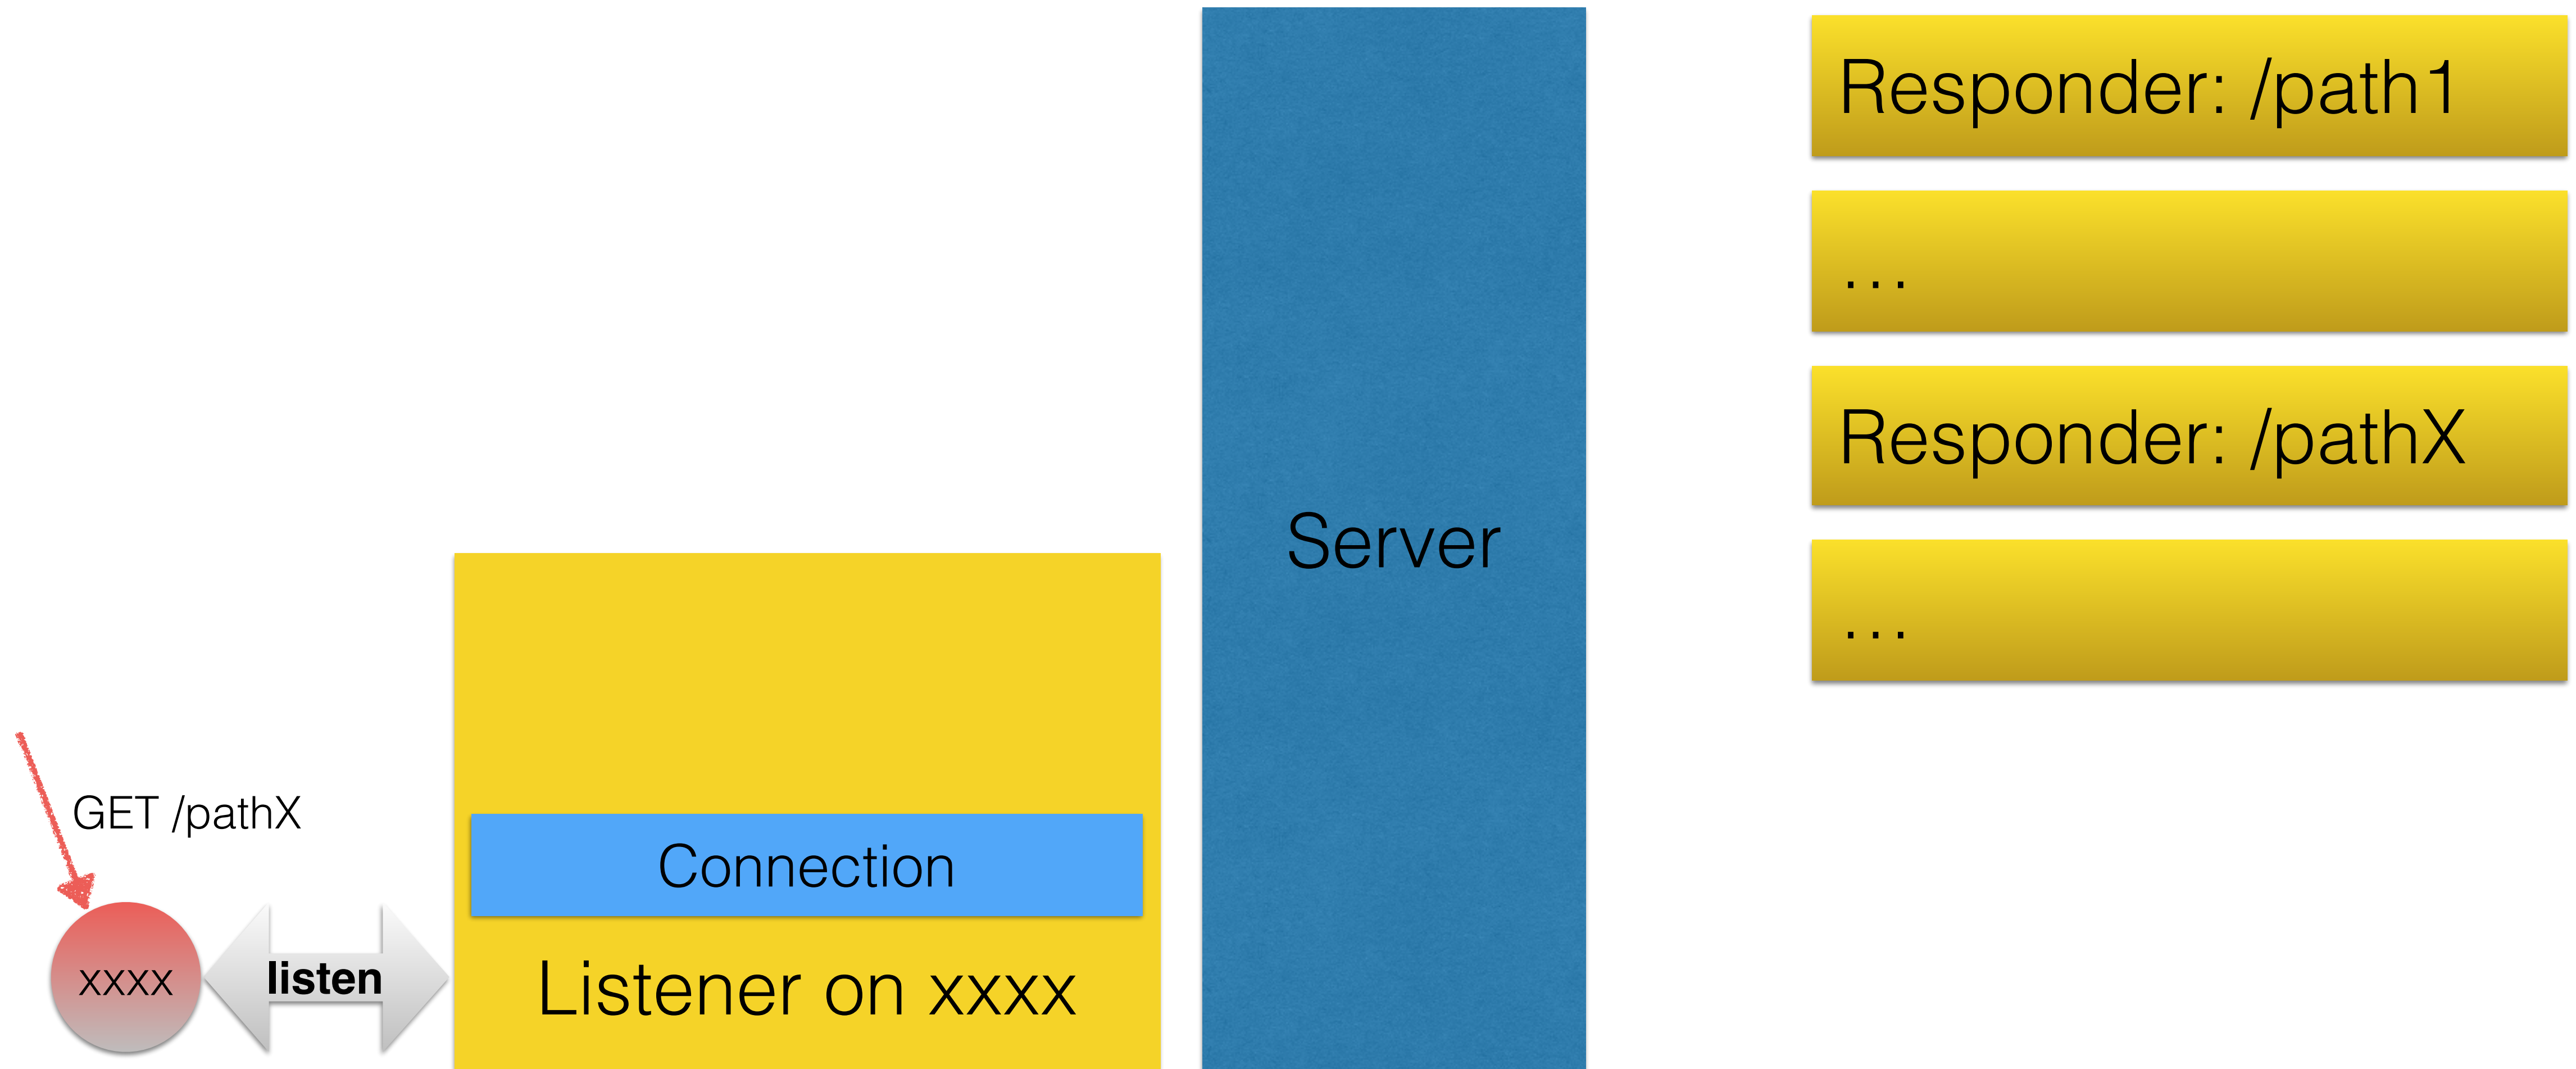 Responder: /path1
...
Responder: /pathX
Server
...
GET /pathX
Connection
xxxx
listen
Listener on xxxx